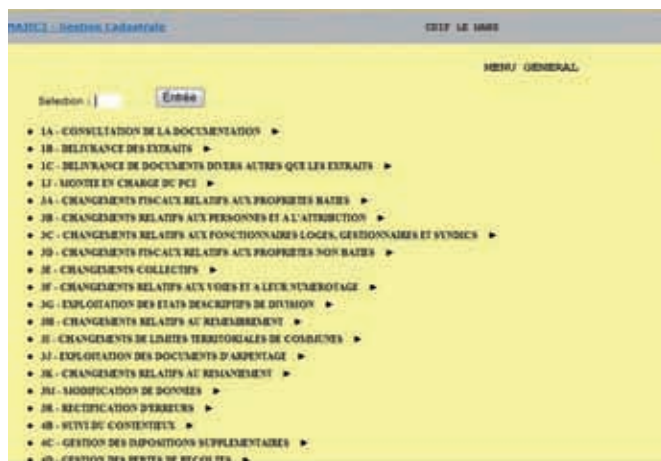 MAJIC2 - Gestion Cadastrale CDIF LE MANS
MENU GENERAL
Selection : Entrée
• 1A - CONSULTATION DE LA DOCUMENTATION ►
• 1B - DELIVRANCE DES EXTRAITS ►
• 1C - DELIVRANCE DE DOCUMENTS DIVERS AUTRES QUE LES EXTRAITS ►
• 1J - MONTEE EN CHARGE DU PCI ►
• 3A - CHANGEMENTS FISCAUX RELATIFS AUX PROPRIETES BATIES ►
• 3B - CHANGEMENTS RELATIFS AUX PERSONNES ET A L'ATTRIBUTION ►
• 3C - CHANGEMENTS RELATIFS AUX FONCTIONNAIRES LOGES, GESTIONNAIRES ET SYNDICS ►
• 3D - CHANGEMENTS FISCAUX RELATIFS AUX PROPRIETES NON BATIES ►
• 3E - CHANGEMENTS COLLECTIFS ►
• 3F - CHANGEMENTS RELATIFS AUX VOIES ET A LEUR NUMEROTAGE ►
• 3G - EXPLOITATION DES ETATS DESCRIPTIFS DE DIVISION ►
• 3H - CHANGEMENTS RELATIFS AU REMEMBREMENT ►
• 3I - CHANGEMENTS DE LIMITES TERRITORIALES DE COMMUNES ►
• 3J - EXPLOITATION DES DOCUMENTS D'ARPENTAGE ►
• 3K - CHANGEMENTS RELATIFS AU REMANIEMENT ►
• 3M - MODIFICATION DE DONNEES ►
• 3R - RECTIFICATION D'ERREURS ►
• 4B - SUIVI DU CONTENTIEUX ►
• 4C - GESTION DES IMPOSITIONS SUPPLEMENTAIRES ►
• 4D - GESTION DES PERTES DE RECOLTES ►